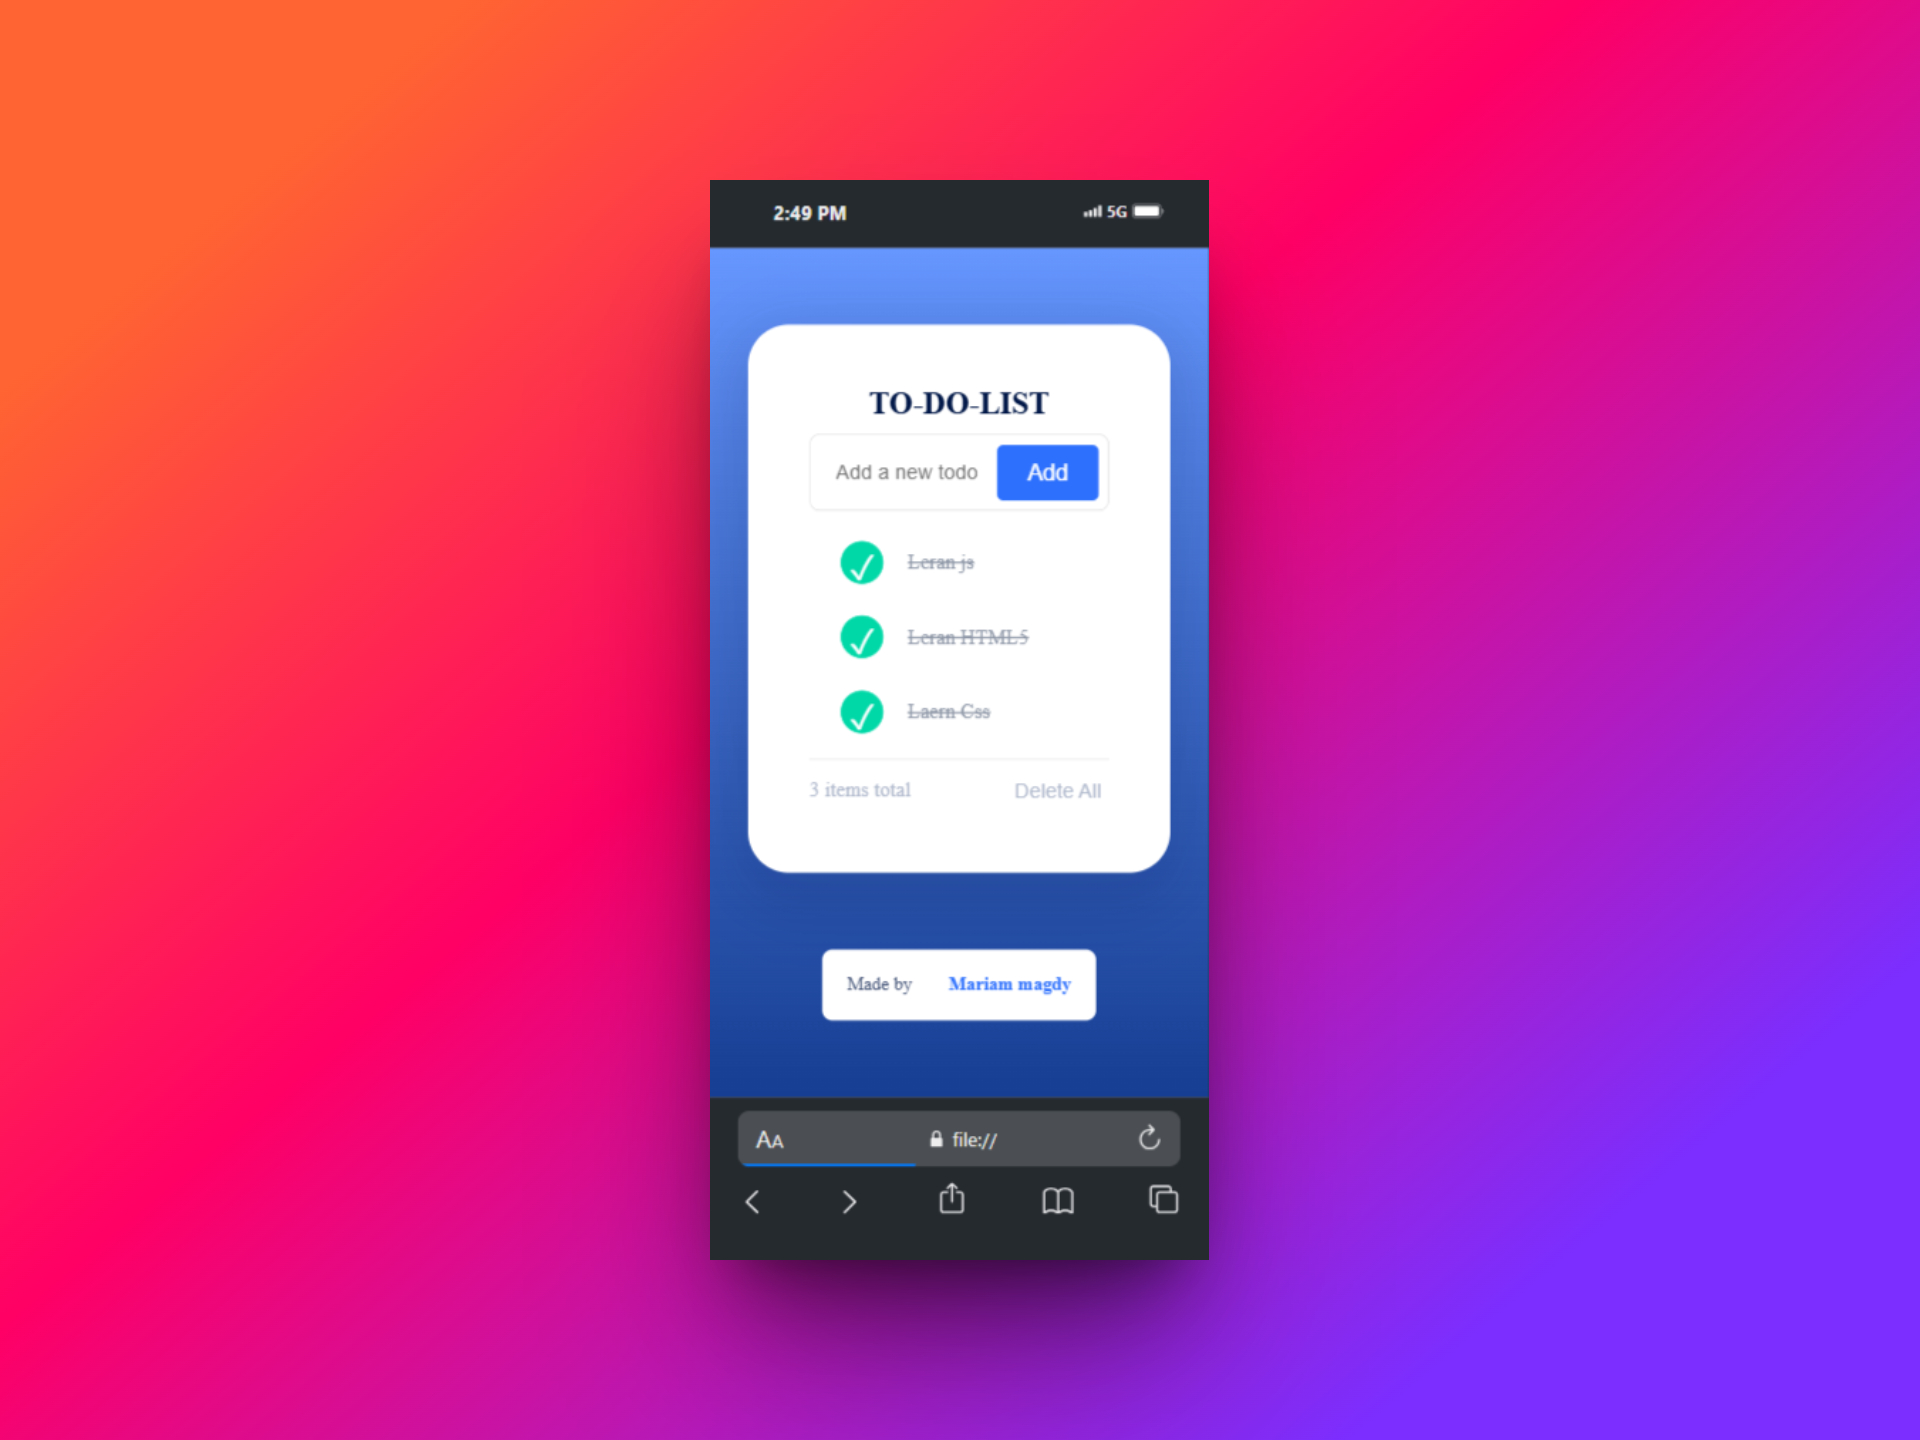 2:49 PM 5G
TO-DO-LIST
Add a new todo Add
Leran js
Leran HTML5
Laern Css
3 items total Delete All
Made by Mariam magdy
AA file://